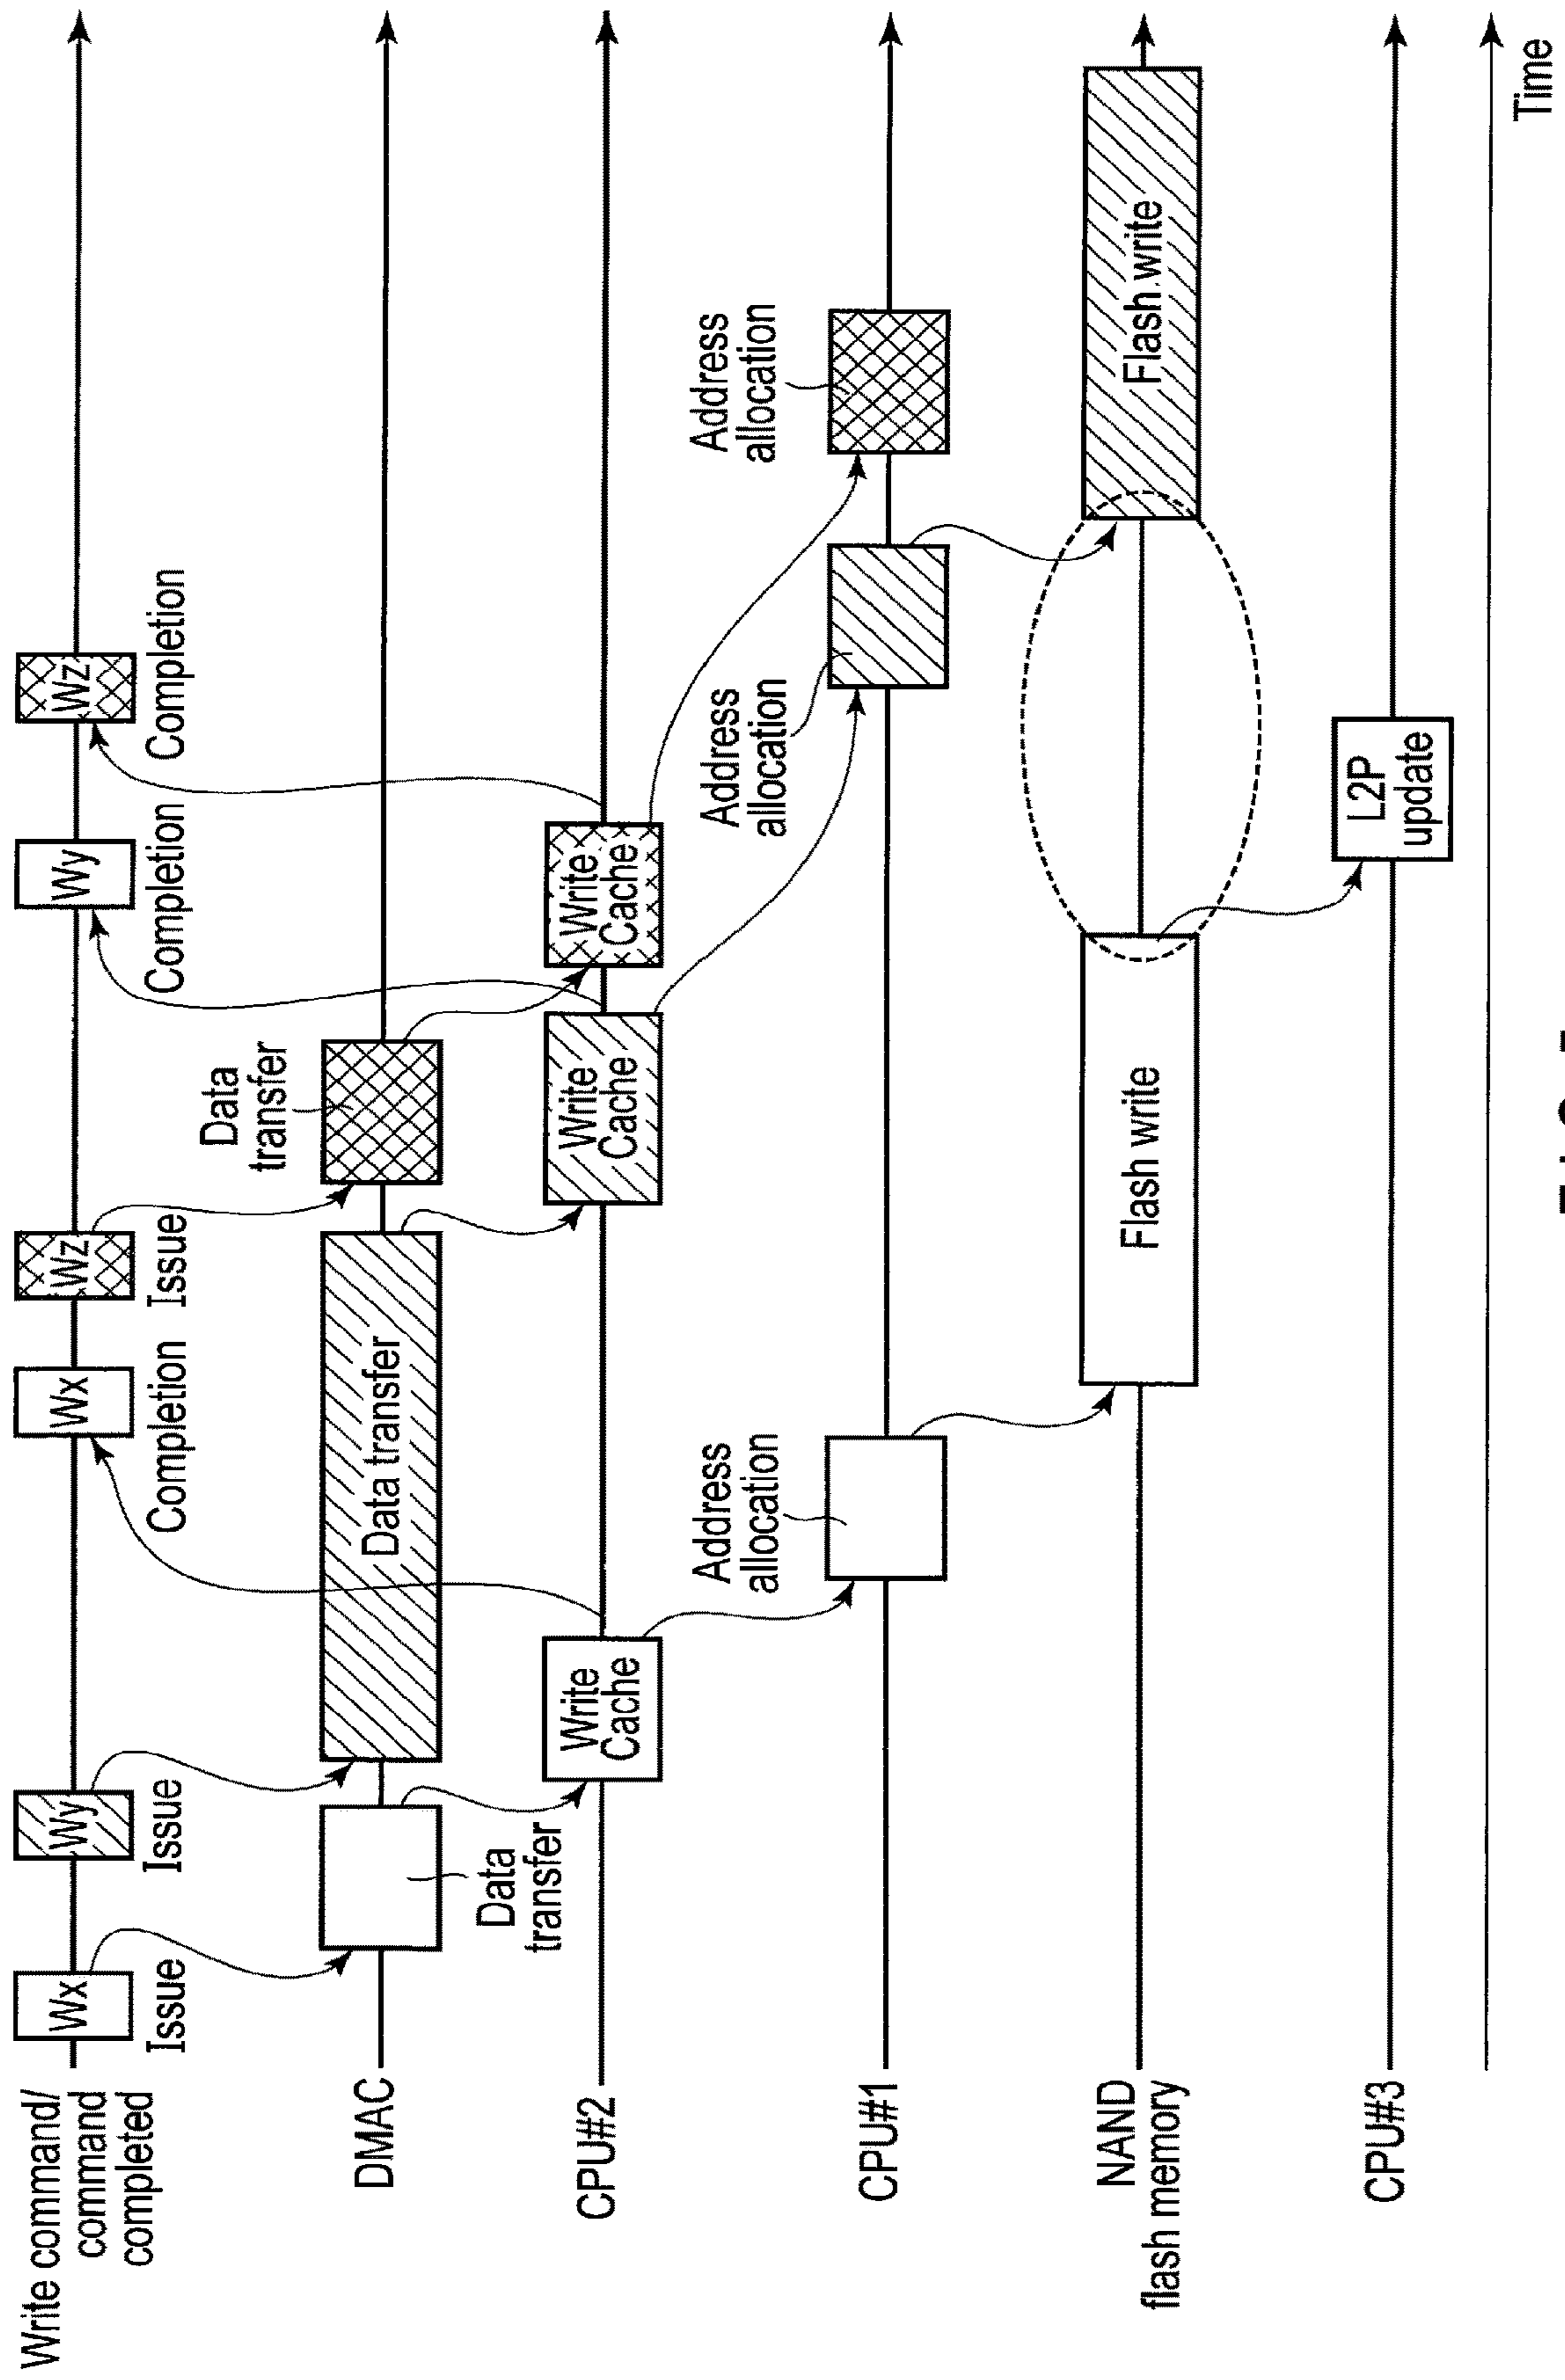 Write command/
command
completed
Wx
Issue
Wy
Issue
Wx
Completion
Wz
Issue
Wy
Completion
Wz
Completion
DMAC
Data
transfer
Data transfer
Data
transfer
CPU#2
Write
Cache
Write
Cache
Write
Cache
CPU#1
Address
allocation
Address
allocation
Address
allocation
NAND
flash memory
Flash write
Flash write
CPU#3
L2P
update
Time